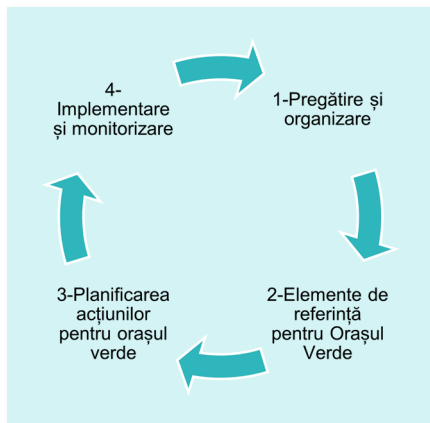 4-
Implementare
și monitorizare
1-Pregătire și
organizare
2-Elemente de
referință
pentru Orașul
Verde
3-Planificarea
acțiunilor
pentru orașul
verde